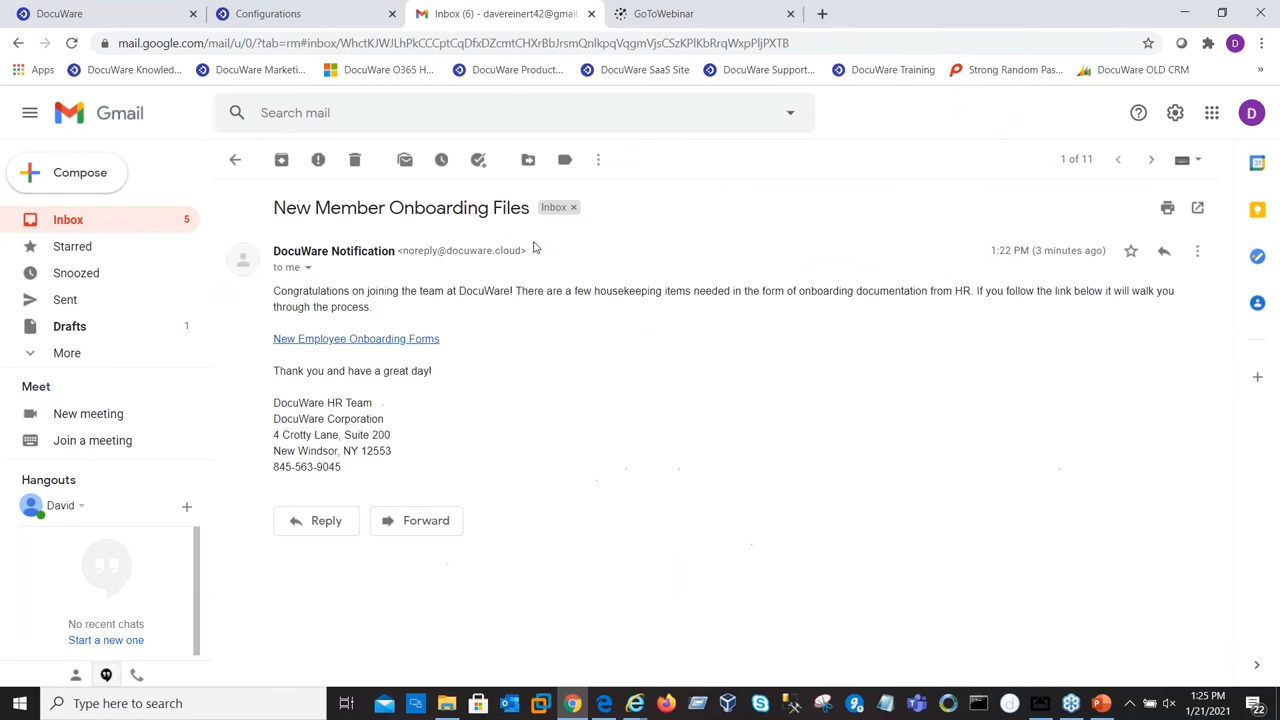 DocuWare
Configurations
Inbox (6) - davereinert42@gmail.
GoToWebinar
mail.google.com/mail/u/0/?tab=rm#inbox/
Apps
DocuWare Knowled...
DocuWare Marketi...
DocuWare O365 H...
DocuWare Product...
DocuWare SaaS Site
DocuWare Support...
DocuWare Training
Strong Random Pas...
DocuWare OLD CRM
Gmail
Search mail
D
Compose
1 of 11
Inbox 5
Starred
Snoozed
Sent
Drafts 1
More
Meet
New meeting
Join a meeting
Hangouts
David
No recent chats
Start a new one
New Member Onboarding Files Inbox x
DocuWare Notification <noreply@docuware.cloud> 1:22 PM (3 minutes ago)
to me
Congratulations on joining the team at DocuWare! There are a few housekeeping items needed in the form of onboarding documentation from HR. If you follow the link below it will walk you
through the process.
New Employee Onboarding Forms
Thank you and have a great day!
DocuWare HR Team
DocuWare Corporation
4 Crotty Lane, Suite 200
New Windsor, NY 12553
845-563-9045
Reply
Forward
Type here to search
1:25 PM
1/21/2021
22